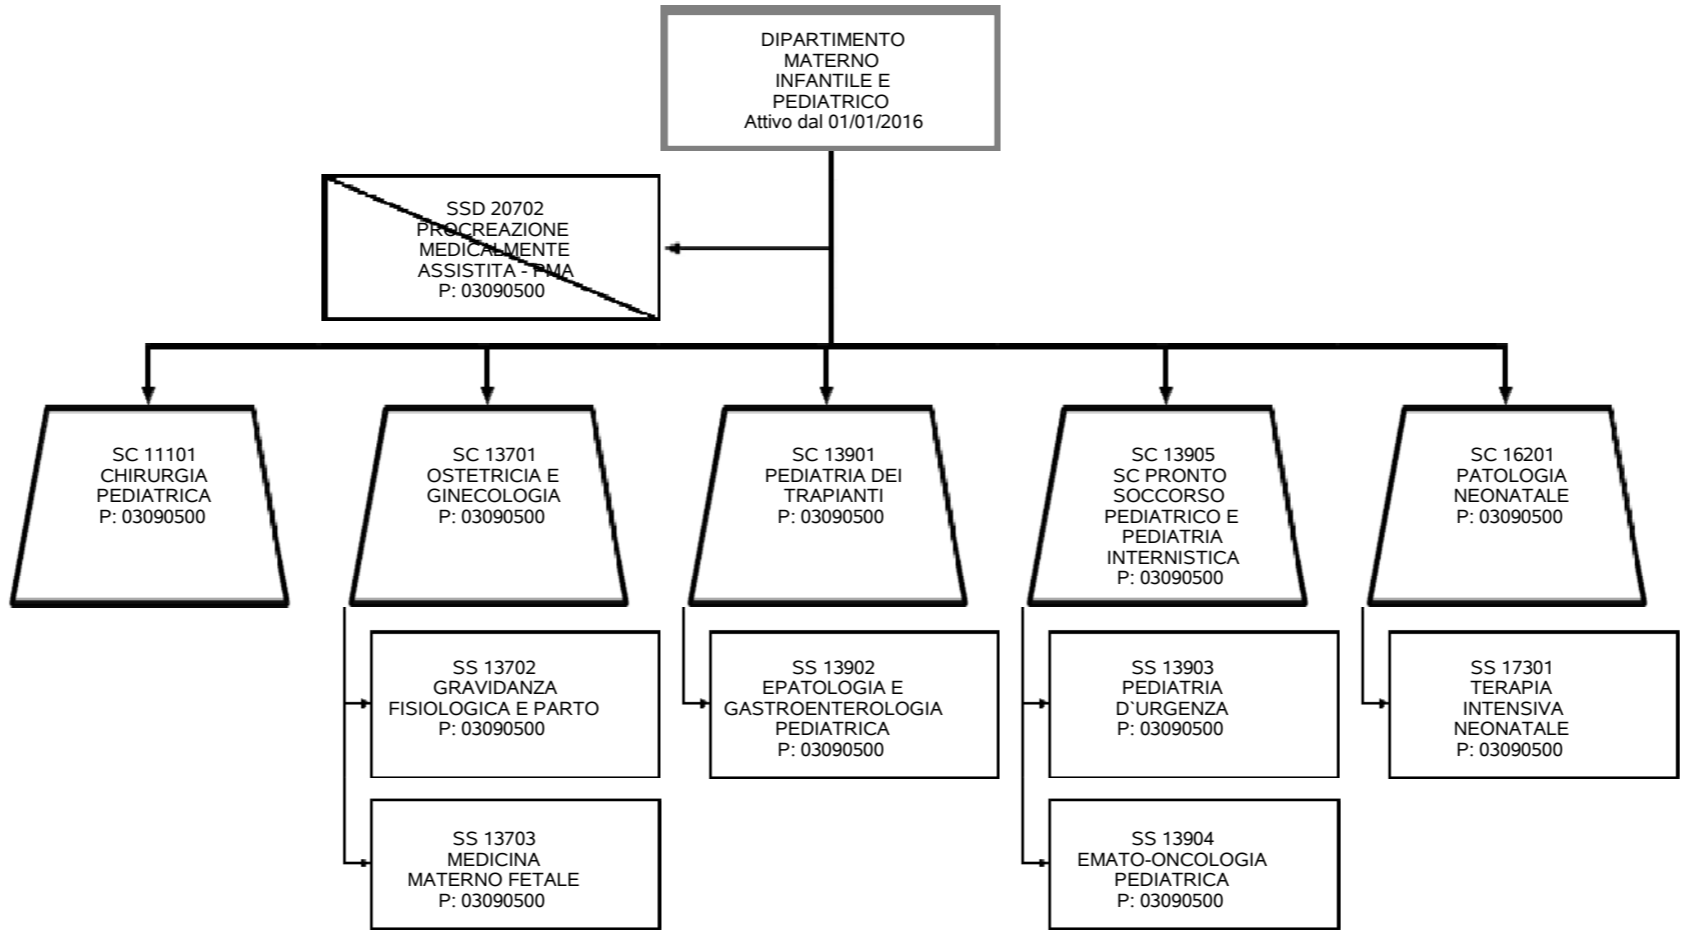 DIPARTIMENTO
MATERNO
INFANTILE E
PEDIATRICO
Attivo dal 01/01/2016
SSD 20702
PROCREAZIONE
MEDICALMENTE
ASSISTITA - PMA
P: 03090500
SC 11101
CHIRURGIA
PEDIATRICA
P: 03090500
SC 13701
OSTETRICIA E
GINECOLOGIA
P: 03090500
SC 13901
PEDIATRIA DEI
TRAPIANTI
P: 03090500
SC 13905
SC PRONTO
SOCCORSO
PEDIATRICO E
PEDIATRIA
INTERNISTICA
P: 03090500
SC 16201
PATOLOGIA
NEONATALE
P: 03090500
SS 13702
GRAVIDANZA
FISIOLOGICA E PARTO
P: 03090500
SS 13902
EPATOLOGIA E
GASTROENTEROLOGIA
PEDIATRICA
P: 03090500
SS 13903
PEDIATRIA
D`URGENZA
P: 03090500
SS 17301
TERAPIA
INTENSIVA
NEONATALE
P: 03090500
SS 13703
MEDICINA
MATERNO FETALE
P: 03090500
SS 13904
EMATO-ONCOLOGIA
PEDIATRICA
P: 03090500